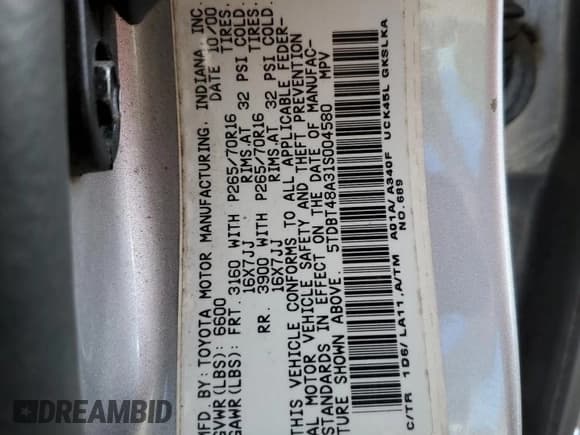 MFD. BY: TOYOTA MOTOR MANUFACTURING, INDIANA, INC.
GVWR (LBS): 6600 DATE 10/00
GAWR (LBS): FRT. 3160 WITH P265/70R16 TIRES.
16X7JJ RIMS.AT 32 PSI COLD.
RR. 3900 WITH P265/70R16 TIRES.
16X7JJ RIMS.AT 32 PSI COLD.
THIS VEHICLE CONFORMS TO ALL APPLICABLE FEDER-
AL MOTOR VEHICLE SAFETY AND THEFT PREVENTION
STANDARDS IN EFFECT ON THE DATE OF MANUFAC-
TURE SHOWN ABOVE. 5TDBT48A31S004580 MPV
C/TR 1D6/ LA11.A/TM A01A/ A340F UCK45L GKSLKA
NO.689
DREAMBID